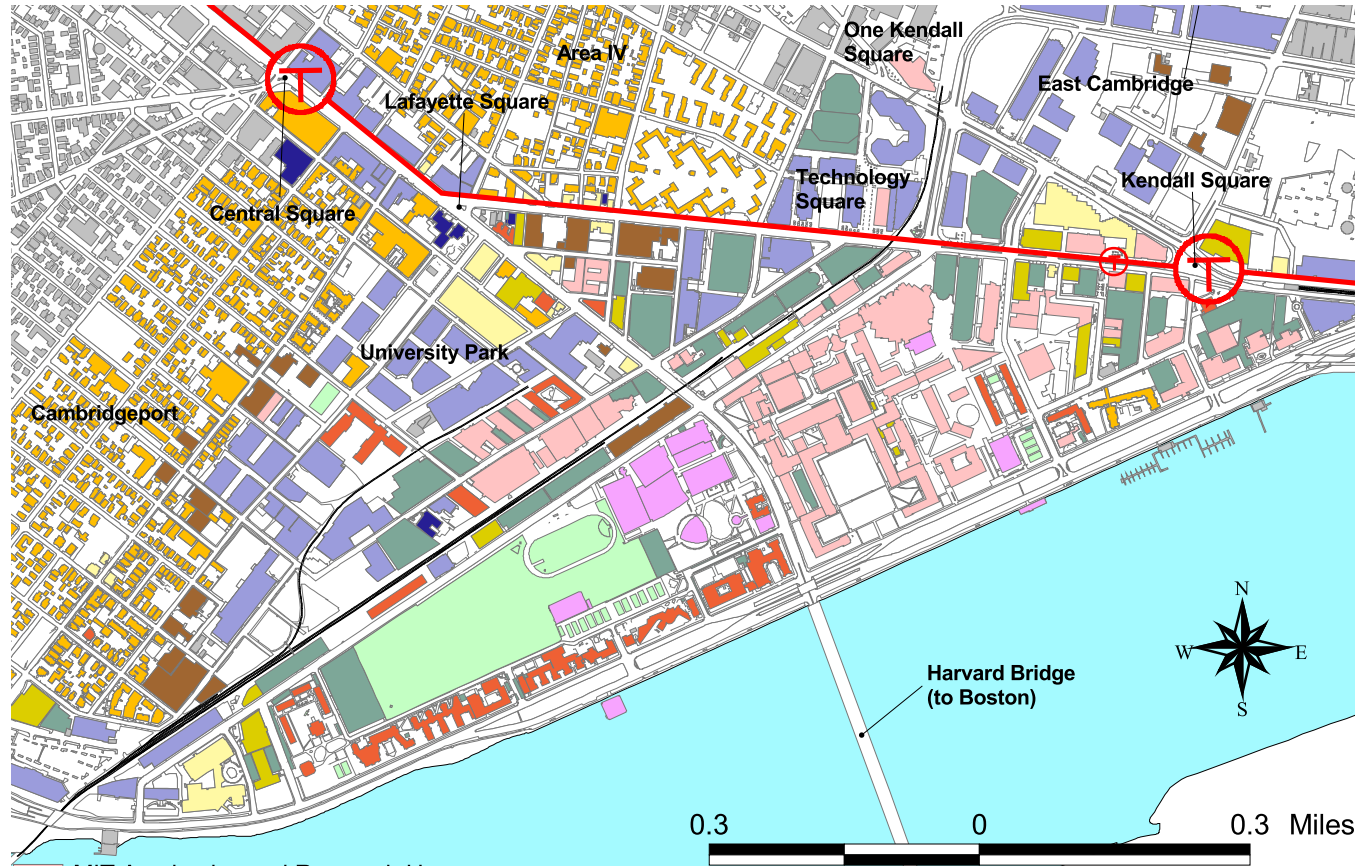 One Kendall
Square
Area IV
East Cambridge
T
Lafayette Square
Technology
Square
Kendall Square
Central Square
T
T
University Park
Cambridgeport
N
W
E
S
Harvard Bridge
(to Boston)
0.3
0
0.3 Miles